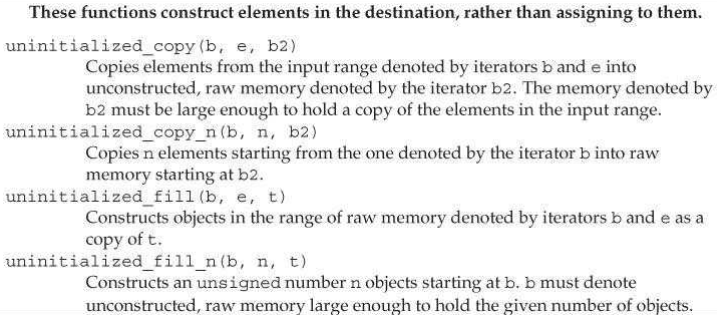 These functions construct elements in the destination, rather than assigning to them.
uninitialized_copy(b, e, b2)
Copies elements from the input range denoted by iterators b and e into
unconstructed, raw memory denoted by the iterator b2. The memory denoted by
b2 must be large enough to hold a copy of the elements in the input range.
uninitialized_copy_n(b, n, b2)
Copies n elements starting from the one denoted by the iterator b into raw
memory starting at b2.
uninitialized_fill(b, e, t)
Constructs objects in the range of raw memory denoted by iterators b and e as a
copy of t.
uninitialized_fill_n(b, n, t)
Constructs an unsigned number n objects starting at b. b must denote
unconstructed, raw memory large enough to hold the given number of objects.